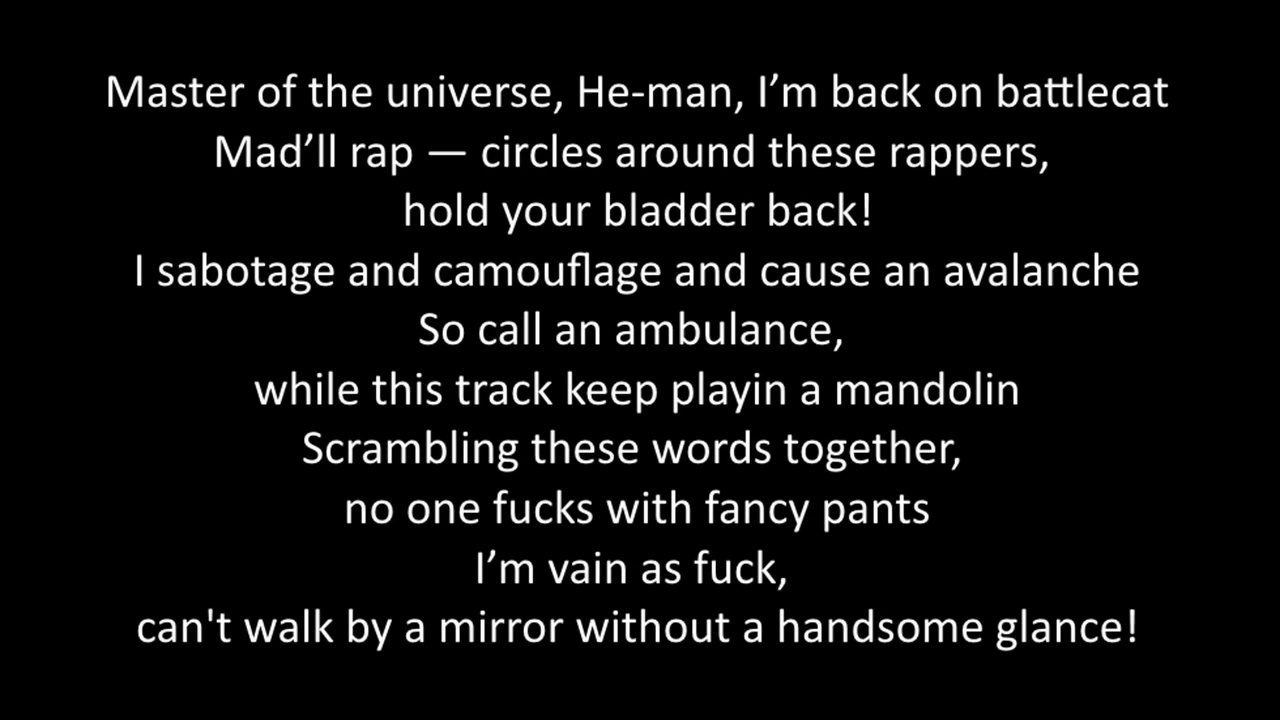 Master of the universe, He-man, I’m back on battlecat
Mad’ll rap — circles around these rappers,
hold your bladder back!
I sabotage and camouflage and cause an avalanche
So call an ambulance,
while this track keep playin a mandolin
Scrambling these words together,
no one fucks with fancy pants
I’m vain as fuck,
can't walk by a mirror without a handsome glance!